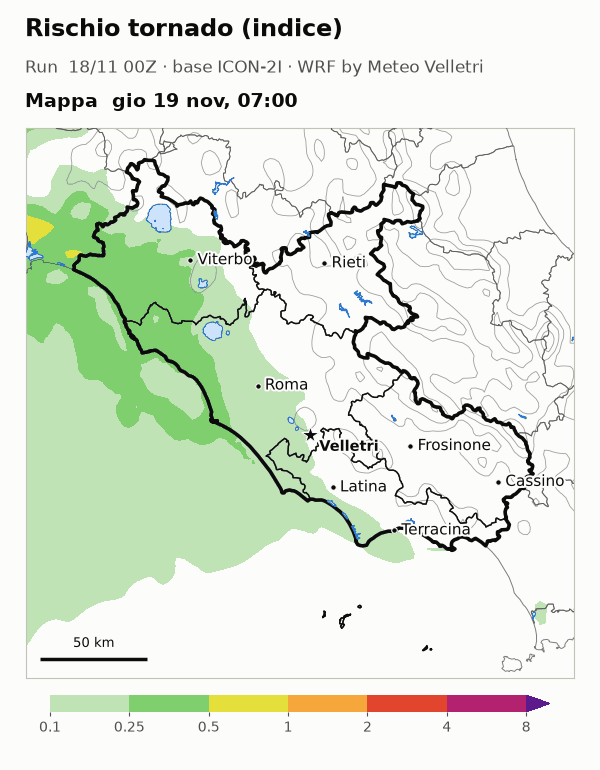 Rischio tornado (indice)
Run 18/11 00Z · base ICON-2I · WRF by Meteo Velletri
Mappa gio 19 nov, 07:00
Viterbo
Rieti
Roma
Velletri
Frosinone
Cassino
Latina
Terracina
50 km
0.1 0.25 0.5 1 2 4 8